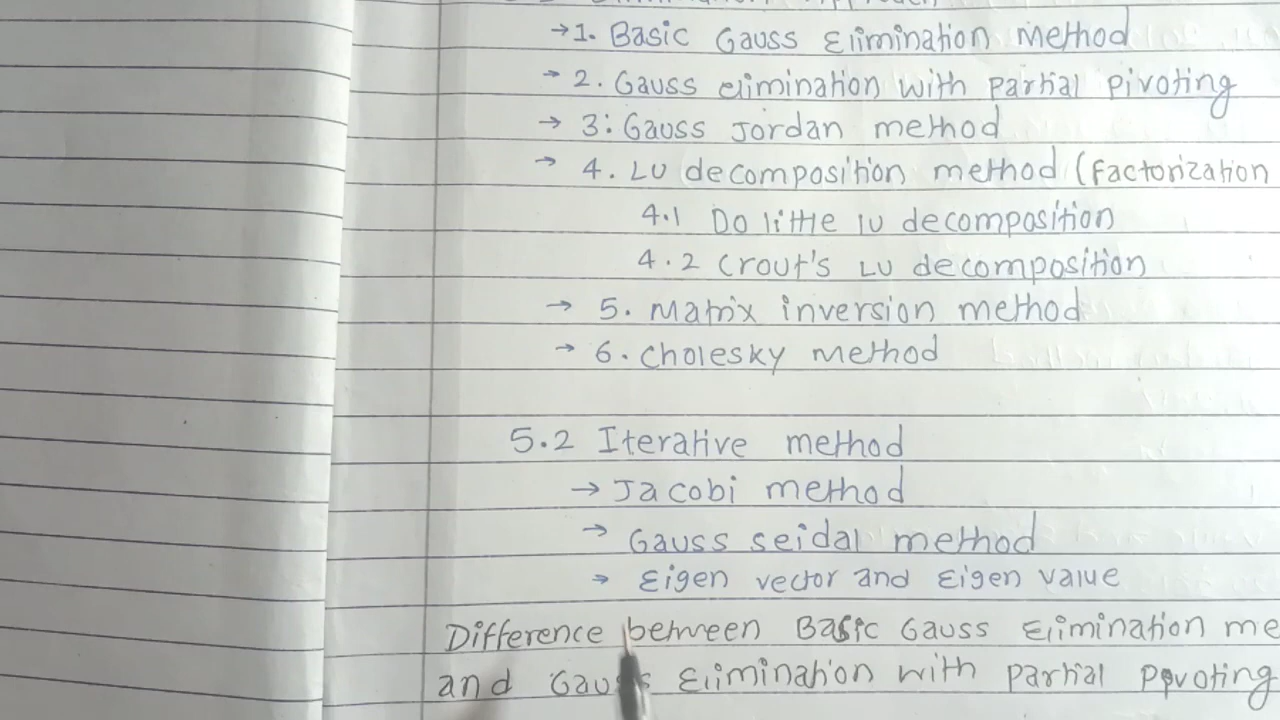 →1. Basic Gauss Elimination method
→ 2. Gauss elimination with partial pivoting
→ 3: Gauss Jordan method
→ 4. LU decomposition method (Factorization
4.1 Do little lu decomposition
4.2 Crout's LU decomposition
→ 5. Matrix inversion method
→ 6. Cholesky method
5.2 Iterative method
→ Jacobi method
→ Gauss seidal method
→ Eigen vector and Eigen value
Difference between Basic Gauss Elimination me
and Gauss Elimination with partial Pivoting